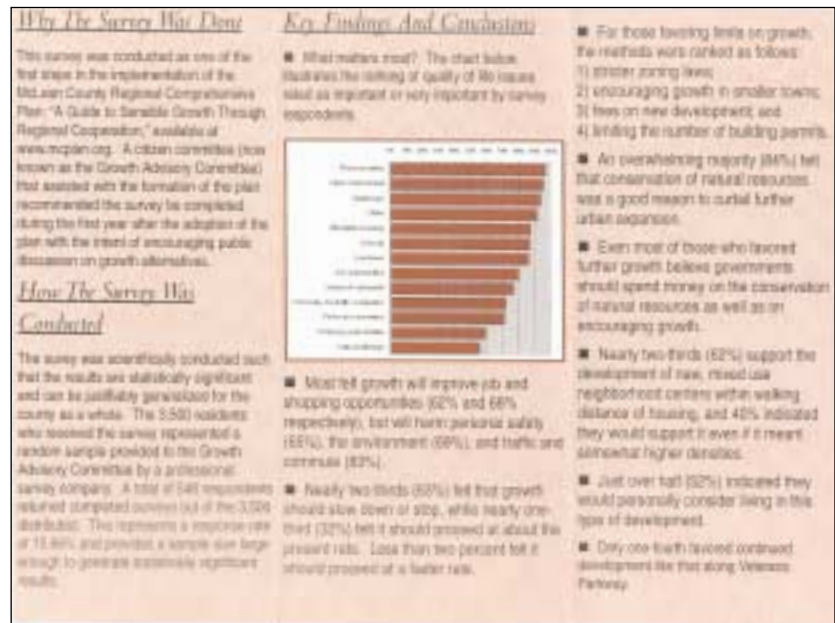 Why The Survey Was Done
This survey was conducted as one of the
first steps in the implementation of the
McLean County Regional Comprehensive
Plan: "A Guide to Sensible Growth Through
Regional Cooperation," available at
www.mcplan.org. A citizen committee (now
known as the Growth Advisory Committee)
that assisted with the formation of the plan
recommended the survey be completed
during the first year after the adoption of the
plan with the intent of encouraging public
discussion on growth alternatives.
How The Survey Was
Conducted
The survey was scientifically conducted such
that the results are statistically significant
and can be justifiably generalized for the
county as a whole. The 3,500 residents
who received the survey represented a
random sample provided to the Growth
Advisory Committee by a professional
survey company. A total of respondents
returned completed surveys out of the 3,500
distributed. This represents a response rate
of and provides a sample size large
enough to generate statistically significant
results.
Key Findings And Conclusions
■ What matters most? The chart below
illustrates the ranking of quality of life issues
rated as important or very important by survey
respondents.
■ Most felt growth will improve job and
shopping opportunities (62% and 66%
respectively), but will harm personal safety
the environment and traffic and
commute (83%).
■ Nearly two-thirds felt that growth
should slow down or stop, while nearly one-
third (32%) felt it should proceed at about the
present rate. Less than two percent felt it
should proceed at a faster rate.
■ For those favoring limits on growth,
the methods were ranked as follows:
1) stricter zoning laws;
2) encouraging growth in smaller towns;
3) fees on new development; and
4) limiting the number of building permits.
■ An overwhelming majority (84%) felt
that conservation of natural resources
was a good reason to curtail further
urban expansion.
■ Even most of those who favored
further growth believe governments
should spend money on the conservation
of natural resources as well as on
encouraging growth.
■ Nearly two-thirds (62%) support the
development of new, mixed use
neighborhood centers within walking
distance of housing, and 40% indicated
they would support it even if it meant
somewhat higher densities.
■ Just over half (52%) indicated they
would personally consider living in this
type of development.
■ Only one-fourth favored continued
development like that along Veterans
Parkway.